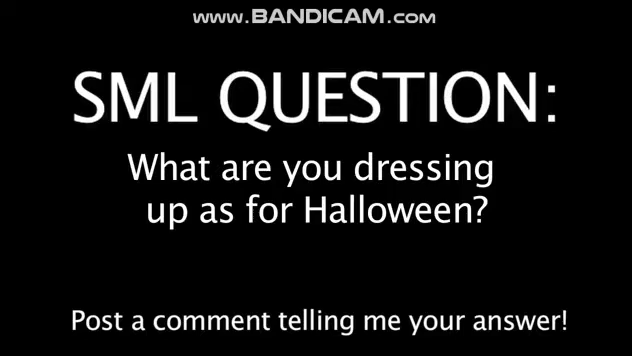 www.BANDICAM.com
SML QUESTION:
What are you dressing
up as for Halloween?
Post a comment telling me your answer!